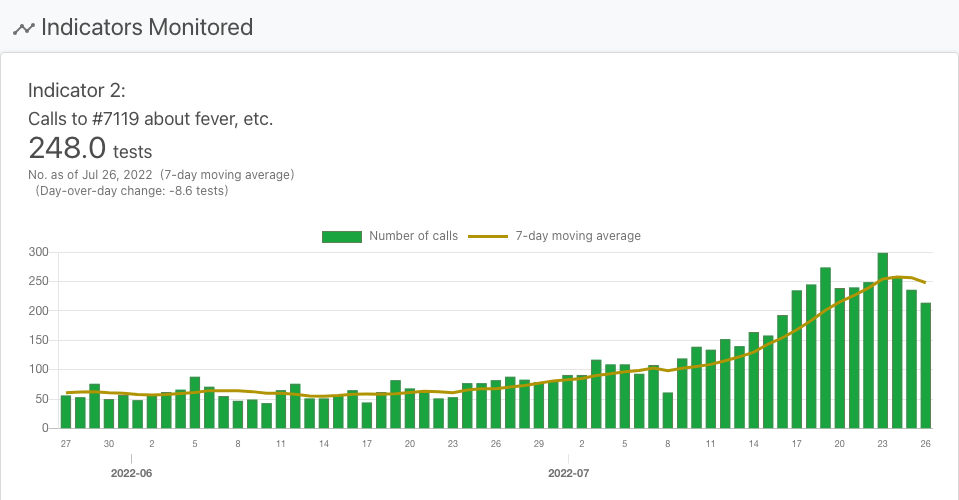 Indicators Monitored
Indicator 2:
Calls to #7119 about fever, etc.
248.0 tests
No. as of Jul 26, 2022 (7-day moving average)
(Day-over-day change: -8.6 tests)
Number of calls 7-day moving average
300
250
200
150
100
50
0
27 30 2 5 8 11 14 17 20 23 26 29 2 5 8 11 14 17 20 23 26
2022-06 2022-07